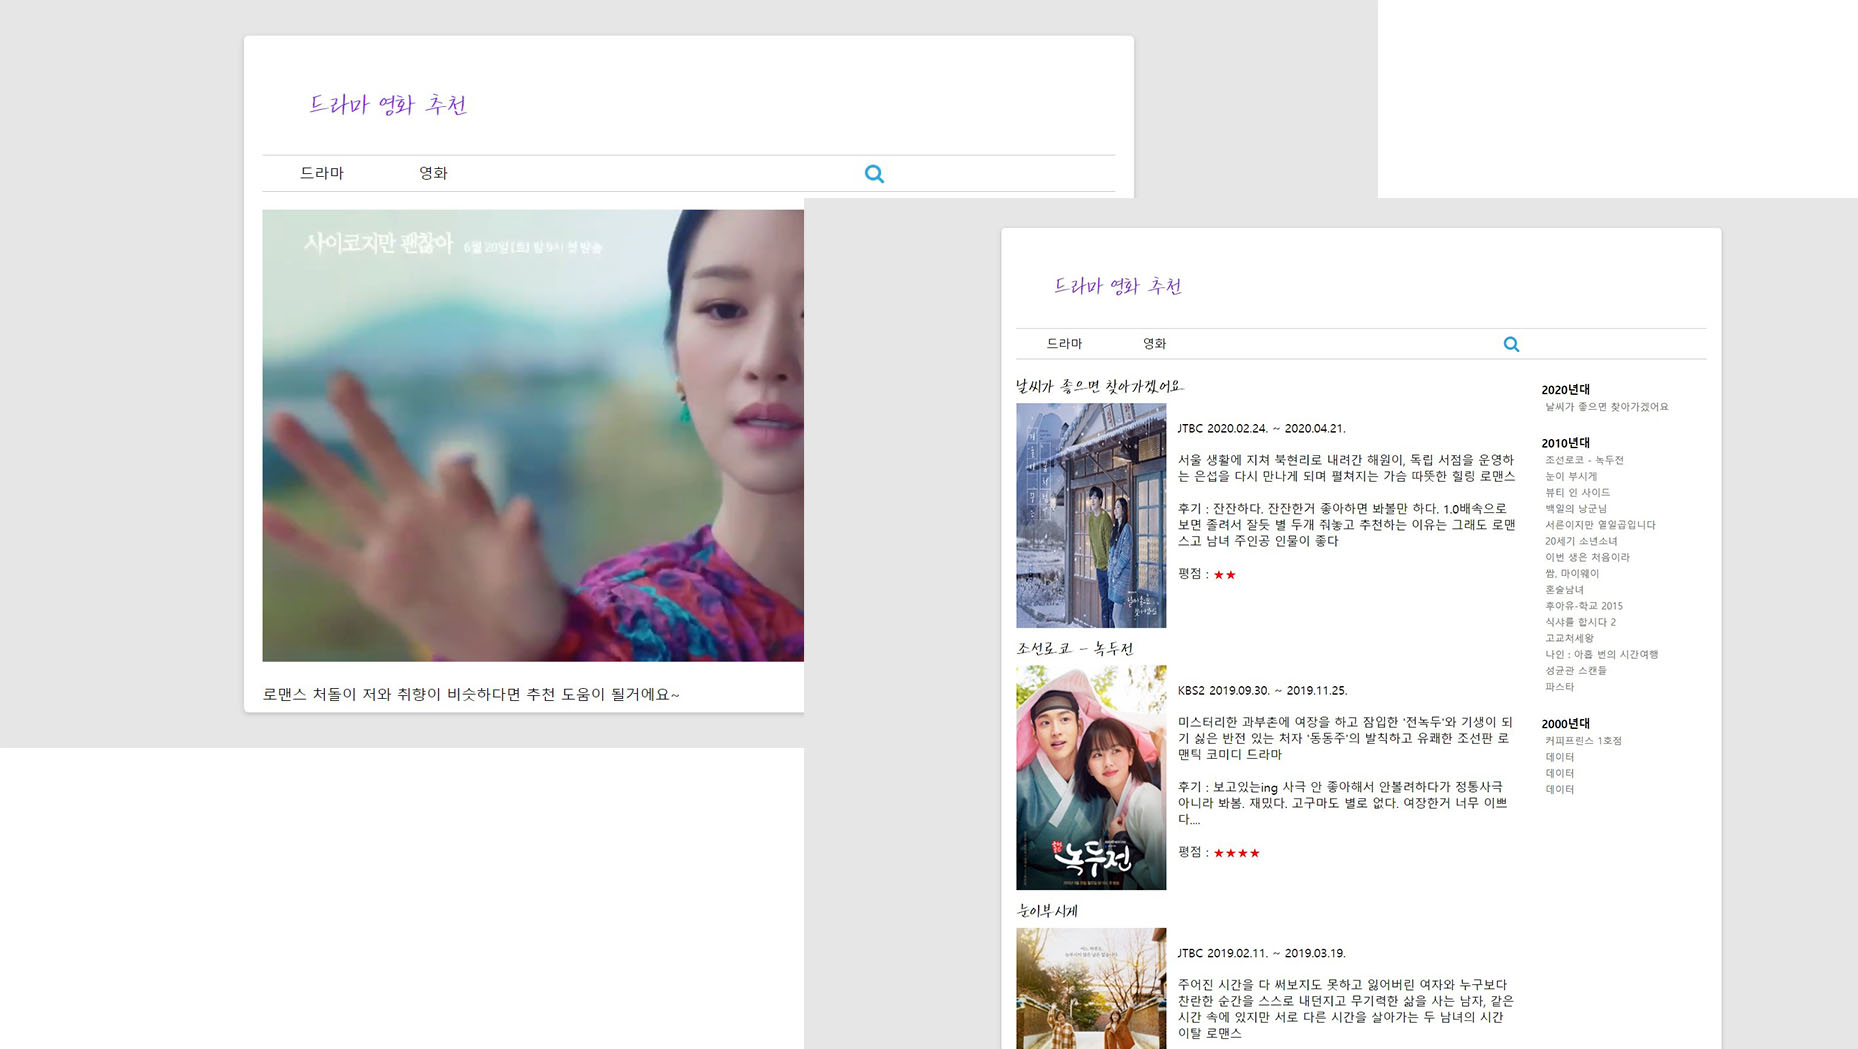 드라마 영화 추천
드라마 영화
사이코지만 괜찮아 6월 20일 [토] 밤 9시 첫 방송
로맨스 처돌이 저와 취향이 비슷하다면 추천 도움이 될거에요~
드라마 영화 추천
드라마 영화
날씨가 좋으면 찾아가겠어요
JTBC 2020.02.24. ~ 2020.04.21.
서울 생활에 지쳐 북현리로 내려간 해원이, 독립 서점을 운영하
는 은섭을 다시 만나게 되며 펼쳐지는 가슴 따뜻한 힐링 로맨스
후기 : 잔잔하다. 잔잔한거 좋아하면 봐볼만 하다. 1.0배속으로
보면 졸려서 잘듯 별 두개 줘놓고 추천하는 이유는 그래도 로맨
스고 남녀 주인공 인물이 좋다
평점 : ★★
조선로코 - 녹두전
녹두전
KBS2 2019.09.30. ~ 2019.11.25.
미스터리한 과부촌에 여장을 하고 잠입한 '전녹두'와 기생이 되
기 싫은 반전 있는 처자 '동동주'의 발칙하고 유쾌한 조선판 로
맨틱 코미디 드라마
후기 : 보고있는ing 사극 안 좋아해서 안볼려하다가 정통사극
아니라 봐봄. 재밌다. 고구마도 별로 없다. 여장한거 너무 이쁘
다....
평점 : ★★★★
눈이부시게
JTBC 2019.02.11. ~ 2019.03.19.
주어진 시간을 다 써보지도 못하고 잃어버린 여자와 누구보다
찬란한 순간을 스스로 내던지고 무기력한 삶을 사는 남자, 같은
시간 속에 있지만 서로 다른 시간을 살아가는 두 남녀의 시간
이탈 로맨스
2020년대
날씨가 좋으면 찾아가겠어요
2010년대
조선로코 - 녹두전
눈이 부시게
뷰티 인 사이드
백일의 낭군님
서른이지만 열일곱입니다
20세기 소년소녀
이번 생은 처음이라
쌈, 마이웨이
혼술남녀
후아유-학교 2015
식샤를 합시다 2
고교처세왕
나인 : 아홉 번의 시간여행
성균관 스캔들
파스타
2000년대
커피프린스 1호점
데이터
데이터
데이터